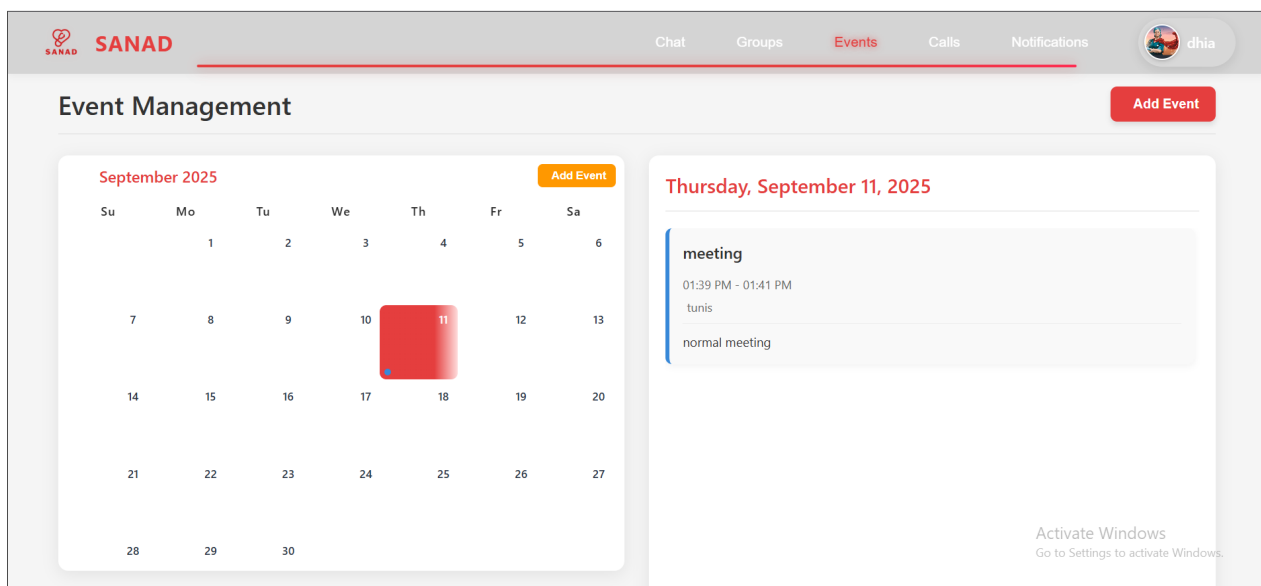 SANAD
SANAD
Chat Groups Events Calls Notifications dhia
Event Management
Add Event
September 2025 Add Event
Su Mo Tu We Th Fr Sa
1 2 3 4 5 6
7 8 9 10 11 12 13
14 15 16 17 18 19 20
21 22 23 24 25 26 27
28 29 30
Thursday, September 11, 2025
meeting
01:39 PM - 01:41 PM
tunis
normal meeting
Activate Windows
Go to Settings to activate Windows.